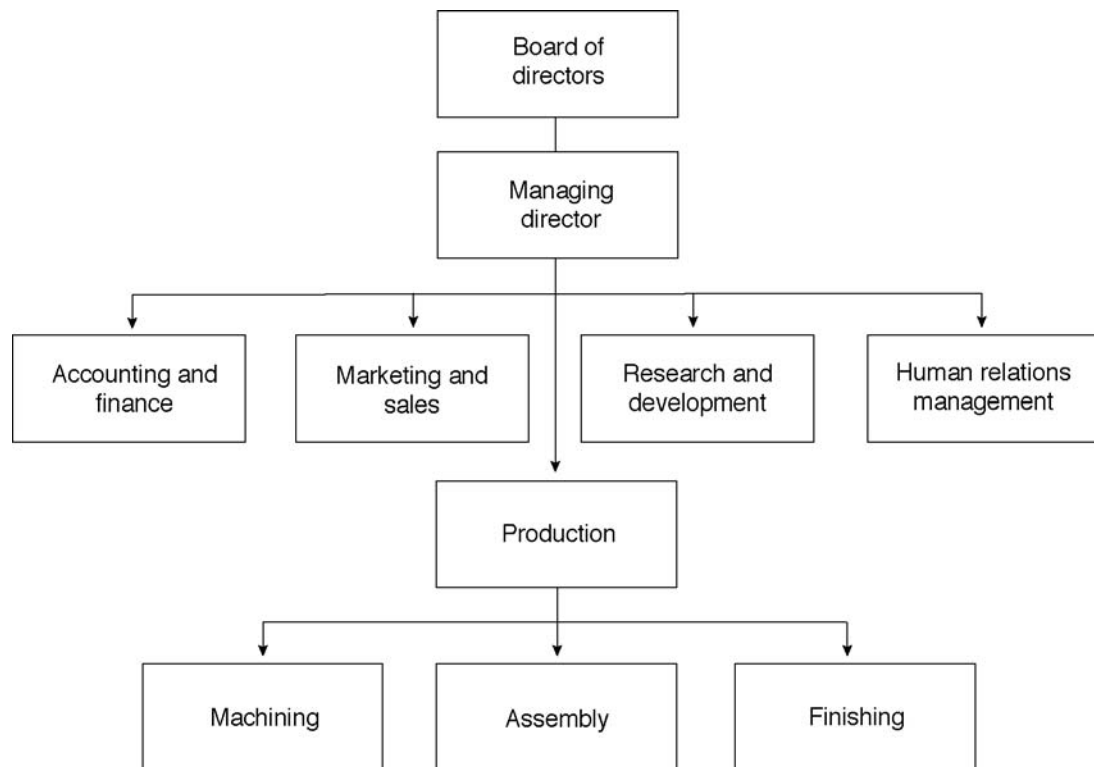 Board of
directors
Managing
director
Accounting and
finance
Marketing and
sales
Research and
development
Human relations
management
Production
Machining
Assembly
Finishing